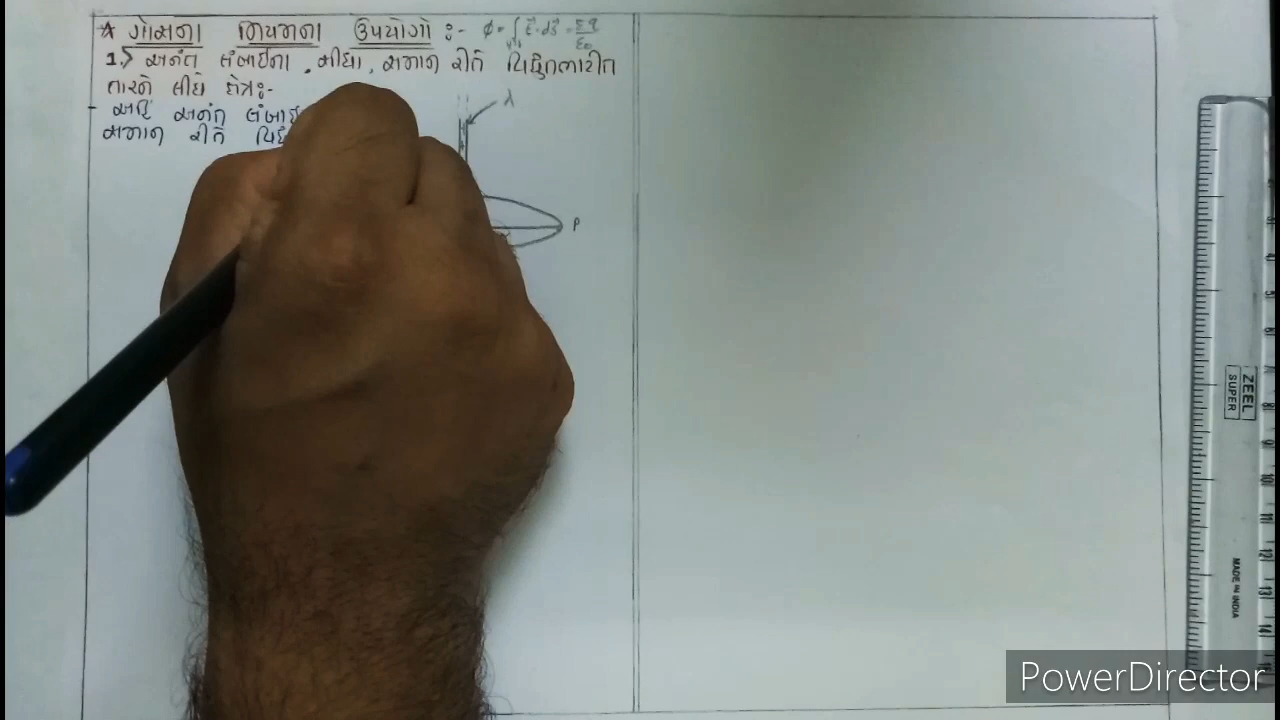 * ગોસના નિયમના ઉપયોગો :- ϕ = ∫ E⃗·ds⃗ = Σq/ε₀
1.> અનંત લંબાઈના, સીધા, સમાન રીતે વિદ્યુતભારીત
તારને લીધે ક્ષેત્ર:-
λ
- અહીં અનંત લંબાઈ
સમાન રીતે
P
ZEEL
SUPER
MADE IN INDIA
PowerDirector